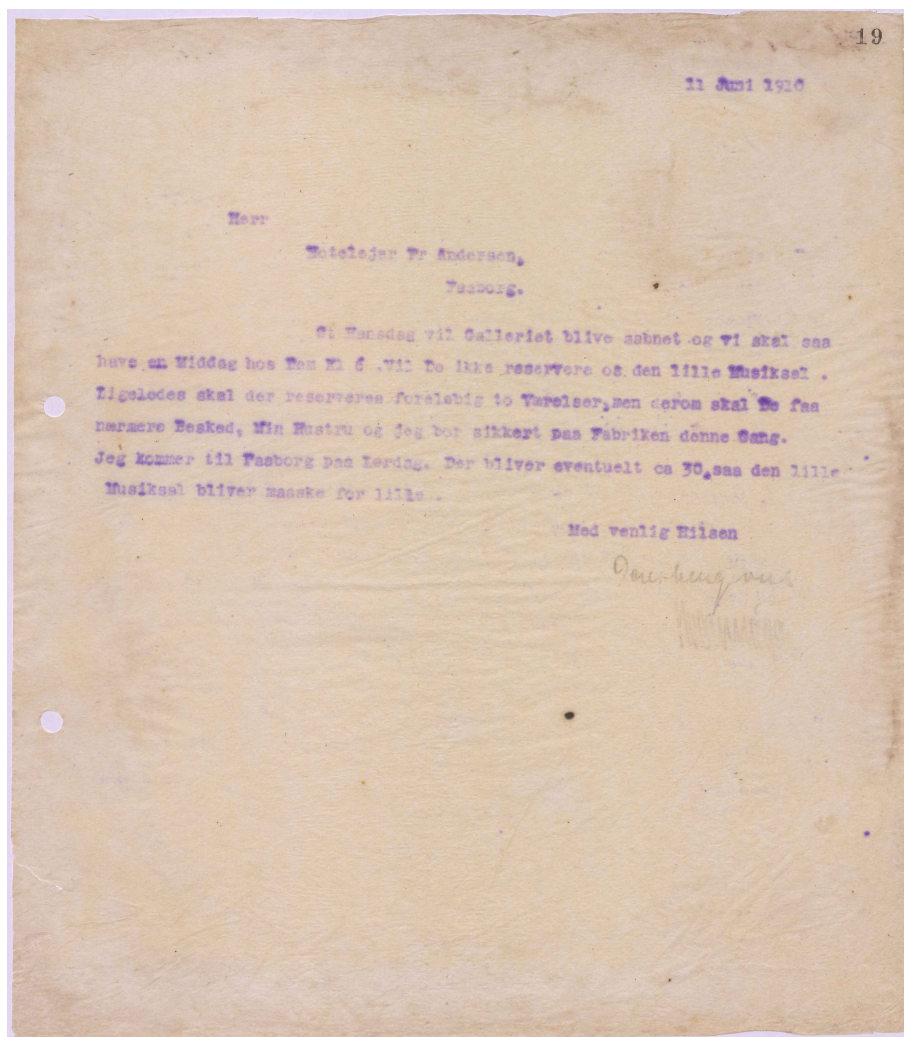 19
11 Juni 1910
Herr
Hotelejer Fr Andersen,
Faaborg.
St Hansdag vil Galleriet blive aabnet og vi skal saa
have en Middag hos Dem Kl 6 .Vil De ikke reservere os den lille Musiksal .
Ligeledes skal der reserveres foreløbig to Værelser,men derom skal De faa
nærmere Besked. Min Hustru og jeg bor sikkert paa Fabriken denne Gang.
Jeg kommer til Faaborg paa Lørdag. Der bliver eventuelt ca 30,saa den lille
Musiksal bliver maaske for lille .
Med venlig Hilsen